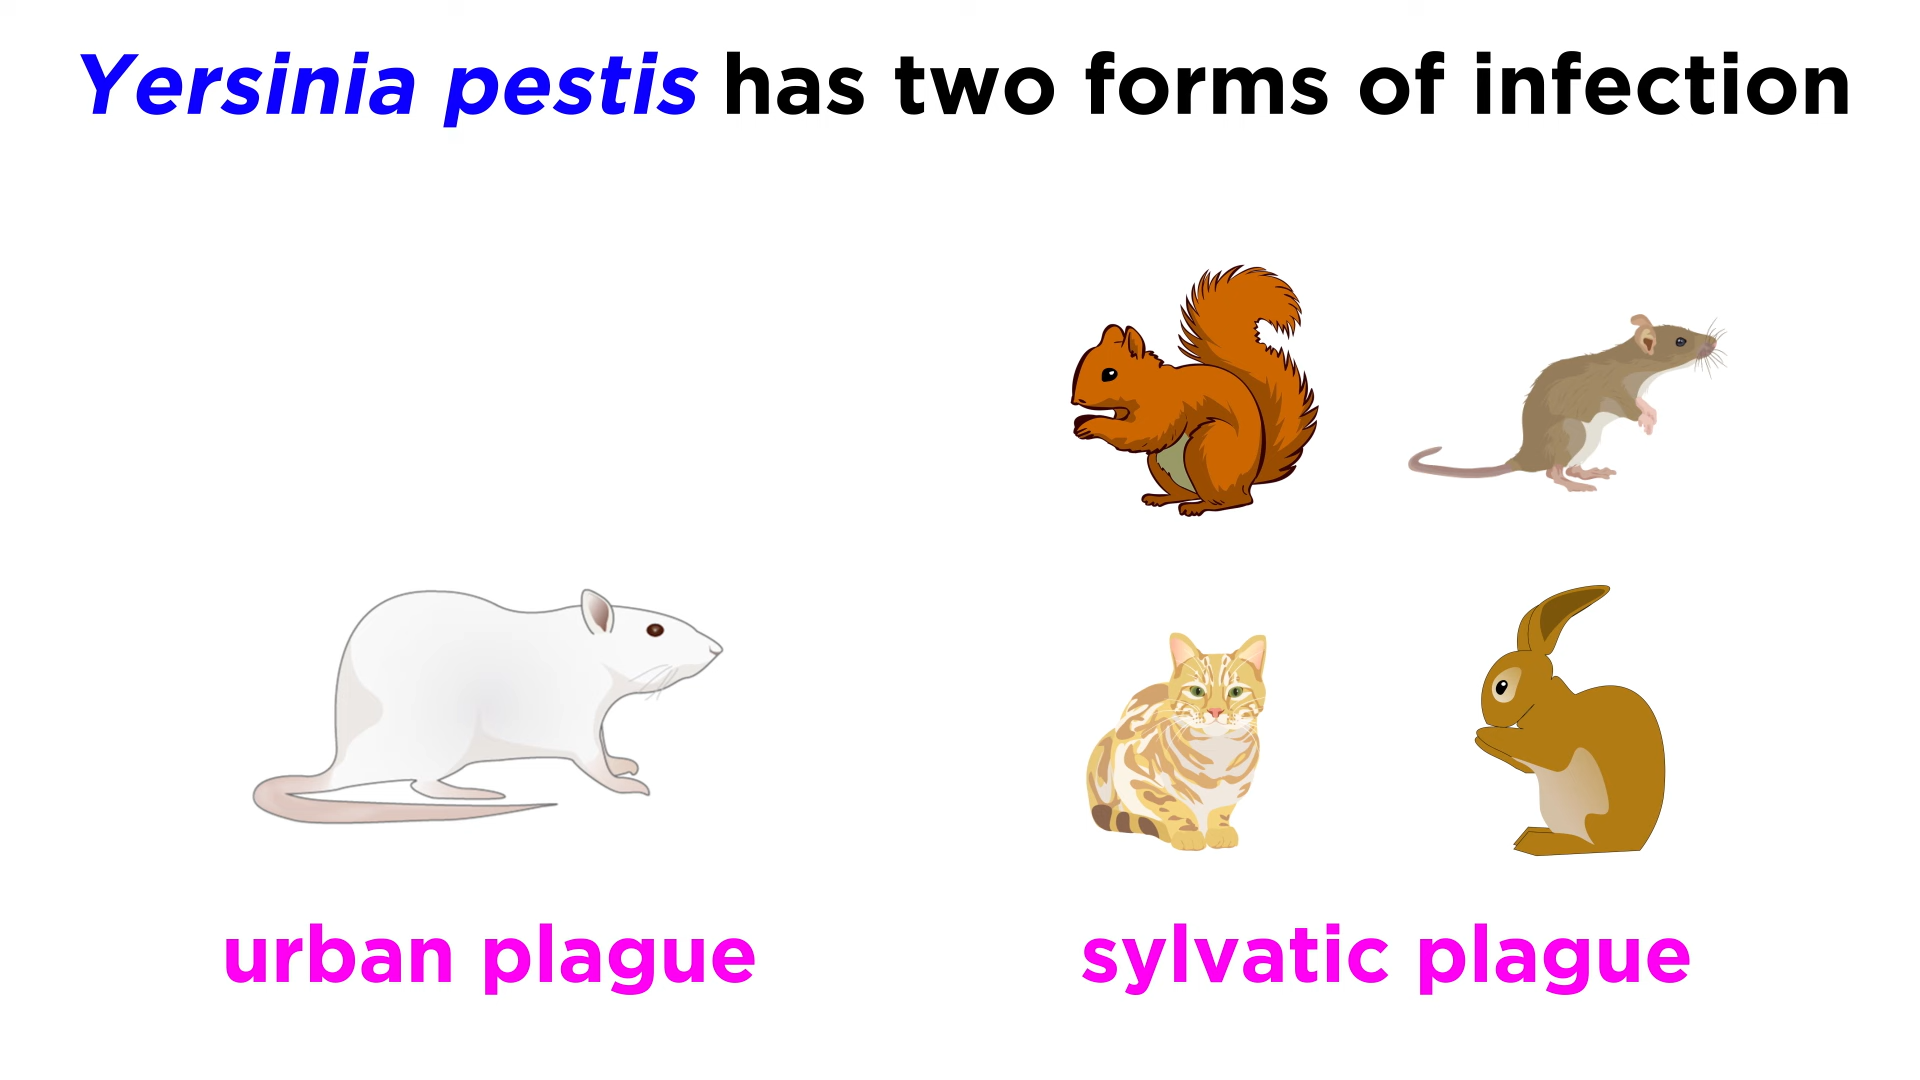 Yersinia pestis has two forms of infection
urban plague
sylvatic plague